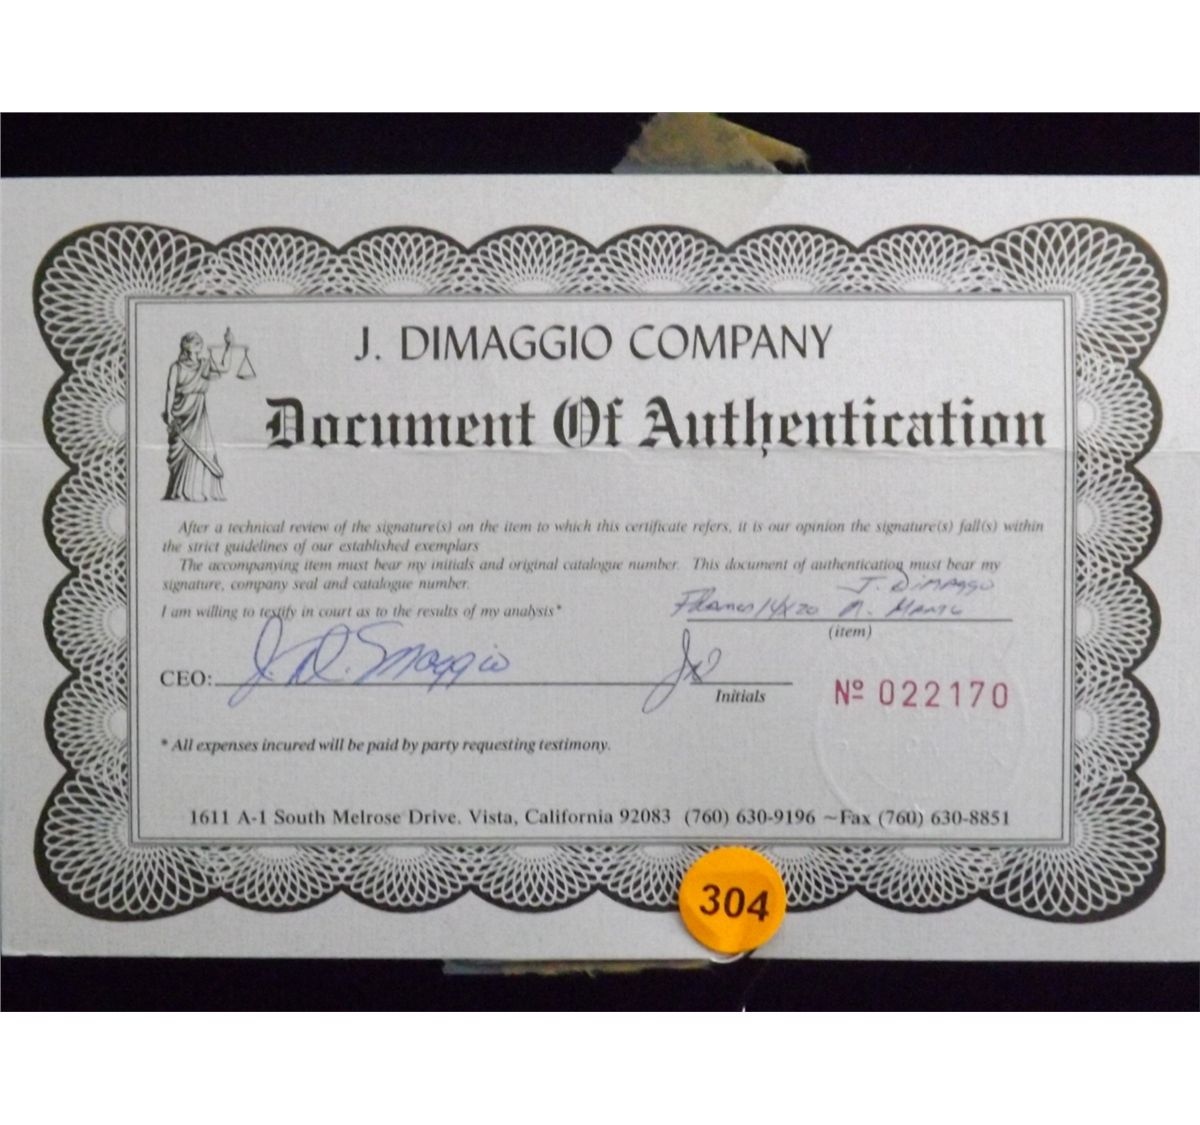 J. DIMAGGIO COMPANY
Document Of Authentication
After a technical review of the signature(s) on the item to which this certificate refers, it is our opinion the signature(s) fall(s) within
the strict guidelines of our established exemplars
The accompanying item must bear my initials and original catalogue number. This document of authentication must bear my
signature, company seal and catalogue number.
J. DiMaggio
I am willing to testify in court as to the results of my analysis*
(item)
CEO: J. DiMaggio
Initials
Nº 022170
* All expenses incured will be paid by party requesting testimony.
1611 A-1 South Melrose Drive. Vista, California 92083 (760) 630-9196 ~Fax (760) 630-8851
304